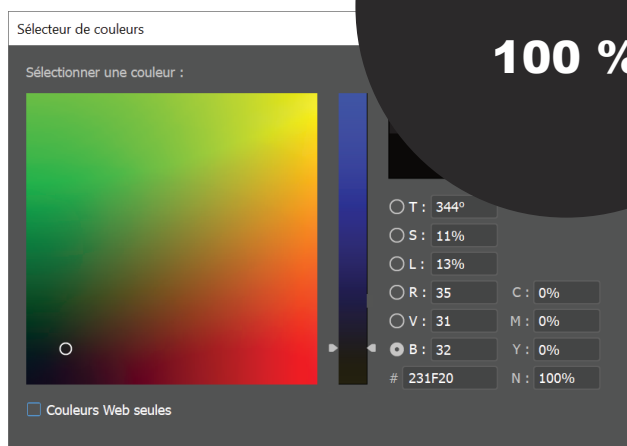 Sélecteur de couleurs
100 %
Sélectionner une couleur :
T : 344º
S : 11%
L : 13%
R : 35 C : 0%
V : 31 M : 0%
B : 32 Y : 0%
# 231F20 N : 100%
Couleurs Web seules